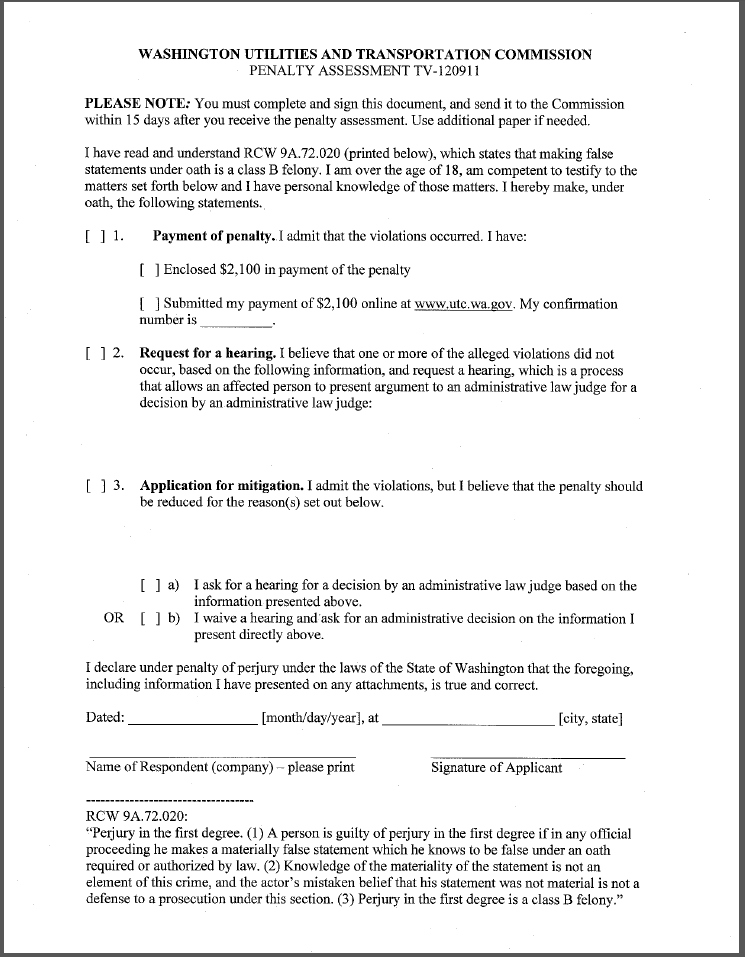 WASHINGTON UTILITIES AND TRANSPORTATION COMMISSION
PENALTY ASSESSMENT TV-120911
PLEASE NOTE: You must complete and sign this document, and send it to the Commission
within 15 days after you receive the penalty assessment. Use additional paper if needed.
I have read and understand RCW 9A.72.020 (printed below), which states that making false
statements under oath is a class B felony. I am over the age of 18, am competent to testify to the
matters set forth below and I have personal knowledge of those matters. I hereby make, under
oath, the following statements.
[ ] 1. Payment of penalty. I admit that the violations occurred. I have:
[ ] Enclosed $2,100 in payment of the penalty
[ ] Submitted my payment of $2,100 online at www.utc.wa.gov. My confirmation
number is __________.
[ ] 2. Request for a hearing. I believe that one or more of the alleged violations did not
occur, based on the following information, and request a hearing, which is a process
that allows an affected person to present argument to an administrative law judge for a
decision by an administrative law judge:
[ ] 3. Application for mitigation. I admit the violations, but I believe that the penalty should
be reduced for the reason(s) set out below.
[ ] a) I ask for a hearing for a decision by an administrative law judge based on the
information presented above.
OR [ ] b) I waive a hearing and ask for an administrative decision on the information I
present directly above.
I declare under penalty of perjury under the laws of the State of Washington that the foregoing,
including information I have presented on any attachments, is true and correct.
Dated: __________________ [month/day/year], at ________________________ [city, state]
Name of Respondent (company) – please print Signature of Applicant
-----------------------------------
RCW 9A.72.020:
“Perjury in the first degree. (1) A person is guilty of perjury in the first degree if in any official
proceeding he makes a materially false statement which he knows to be false under an oath
required or authorized by law. (2) Knowledge of the materiality of the statement is not an
element of this crime, and the actor’s mistaken belief that his statement was not material is not a
defense to a prosecution under this section. (3) Perjury in the first degree is a class B felony.”